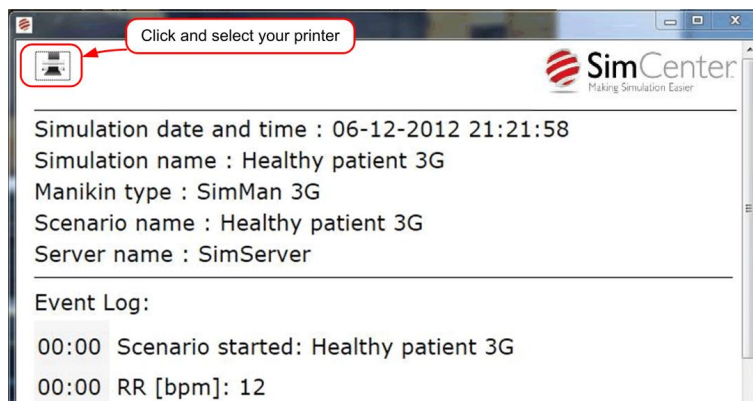 Click and select your printer
SimCenter
Making Simulation Easier
Simulation date and time : 06-12-2012 21:21:58
Simulation name : Healthy patient 3G
Manikin type : SimMan 3G
Scenario name : Healthy patient 3G
Server name : SimServer
Event Log:
00:00 Scenario started: Healthy patient 3G
00:00 RR [bpm]: 12